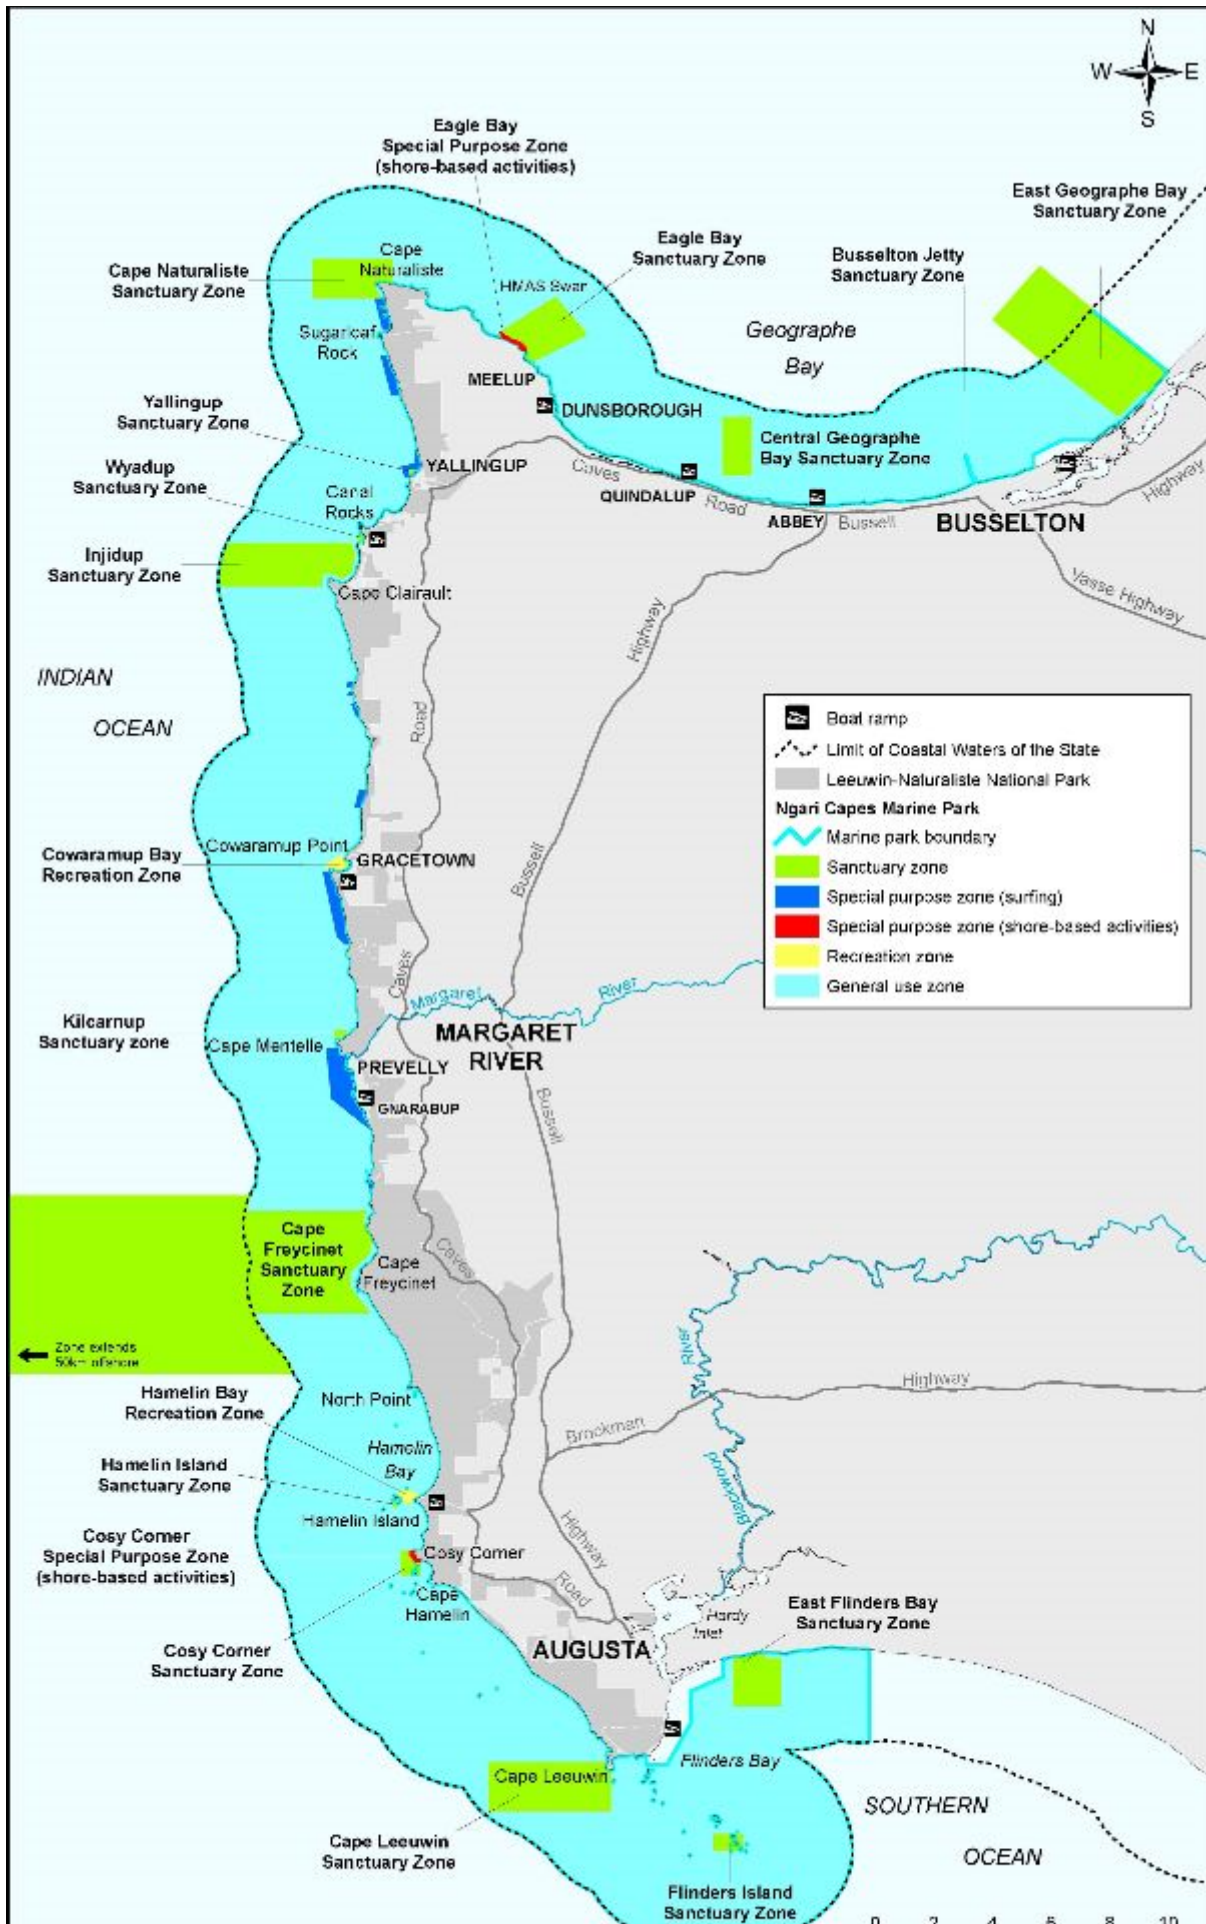 N
W E
S
Eagle Bay
Special Purpose Zone
(shore-based activities)
East Geographe Bay
Sanctuary Zone
Eagle Bay
Sanctuary Zone
Busselton Jetty
Sanctuary Zone
Cape
Naturaliste
Cape Naturaliste
Sanctuary Zone
HMAS Swan
Sugarloaf
Rock
Geographe
Bay
MEELUP
DUNSBOROUGH
Yallingup
Sanctuary Zone
Central Geographe
Bay Sanctuary Zone
Wyadup
Sanctuary Zone
YALLINGUP
Caves
QUINDALUP
Road
ABBEY
Bussell
BUSSELTON
Highway
Canal
Rocks
Injidup
Sanctuary Zone
Cape Clairault
Vasse Highway
Highway
INDIAN
OCEAN
Road
Boat ramp
Limit of Coastal Waters of the State
Leeuwin-Naturaliste National Park
Ngari Capes Marine Park
Marine park boundary
Sanctuary zone
Special purpose zone (surfing)
Special purpose zone (shore-based activities)
Recreation zone
General use zone
Cowaramup Point
Cowaramup Bay
Recreation Zone
GRACETOWN
Bussell
Caves
Margaret
River
Kilcarnup
Sanctuary zone
Cape Mentelle
MARGARET
RIVER
PREVELLY
GNARABUP
Bussell
Cape
Freycinet
Sanctuary
Zone
Cape
Freycinet
Caves
Zone extends
50km offshore
River
Highway
Brockman
Blackwood
Hamelin Bay
Recreation Zone
North Point
Hamelin
Bay
Hamelin Island
Sanctuary Zone
Hamelin Island
Cosy Corner
Special Purpose Zone
(shore-based activities)
Cosy Corner
Cape
Hamelin
Highway
Road
Hardy
Inlet
East Flinders Bay
Sanctuary Zone
Cosy Corner
Sanctuary Zone
AUGUSTA
Flinders Bay
Cape Leeuwin
SOUTHERN
OCEAN
Cape Leeuwin
Sanctuary Zone
Flinders Island
Sanctuary Zone
0 2 4 6 8 10